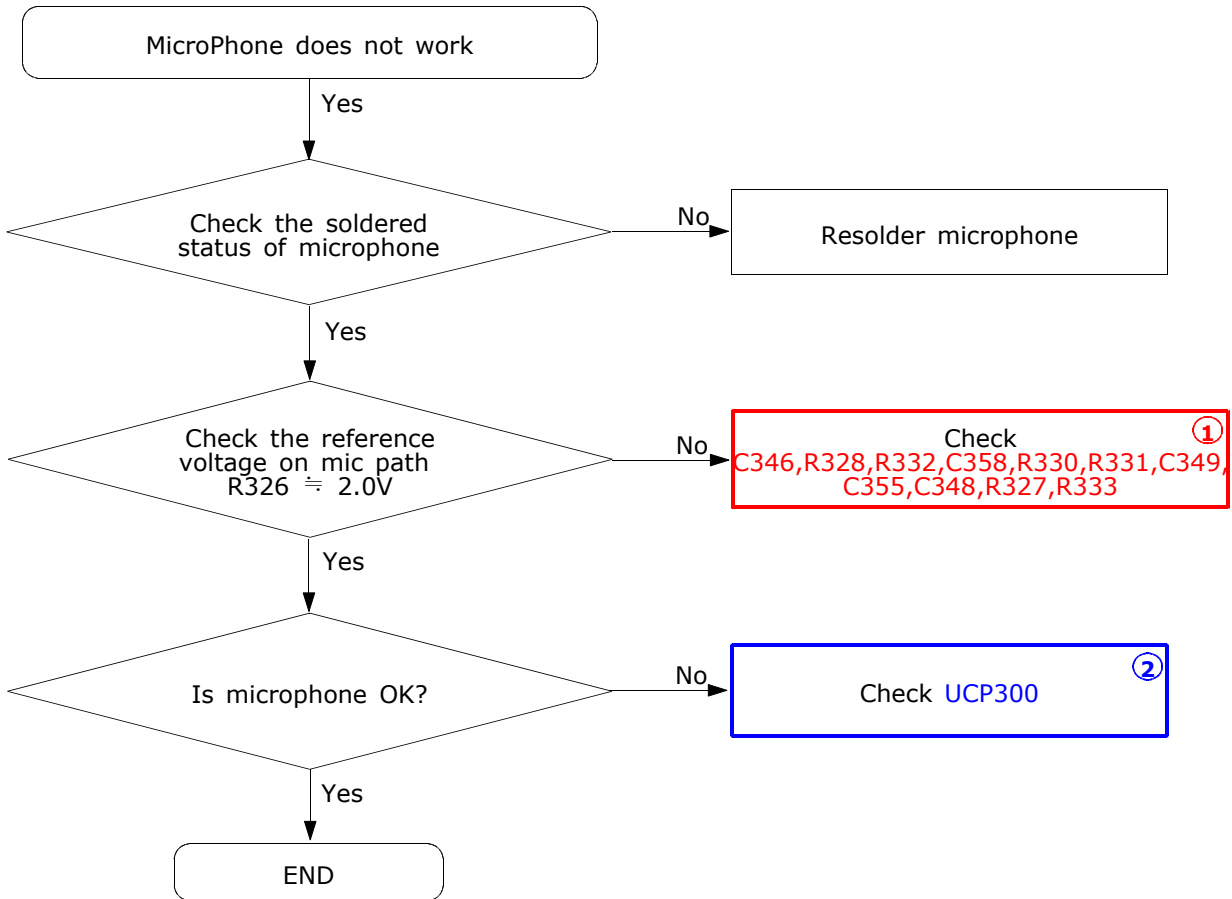 MicroPhone does not work
Yes
Check the soldered
status of microphone
No
Resolder microphone
Yes
Check the reference
voltage on mic path
R326 ≒ 2.0V
No
①
Check
C346,R328,R332,C358,R330,R331,C349,
C355,C348,R327,R333
Yes
Is microphone OK?
No
②
Check UCP300
Yes
END